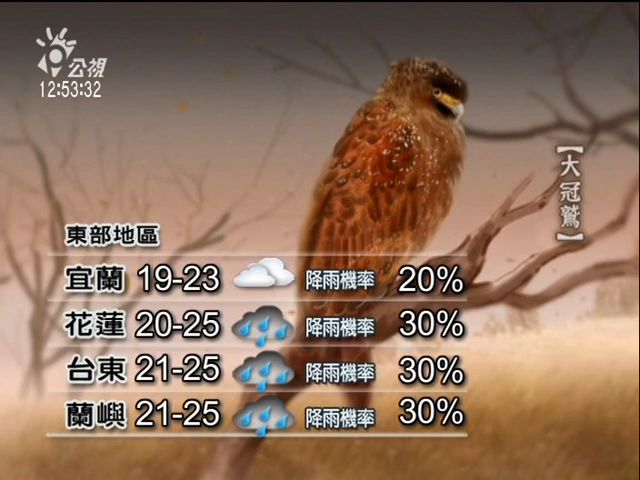 公視
12:53:32
【大冠鷲】
東部地區
宜蘭 19-23 降雨機率 20%
花蓮 20-25 降雨機率 30%
台東 21-25 降雨機率 30%
蘭嶼 21-25 降雨機率 30%